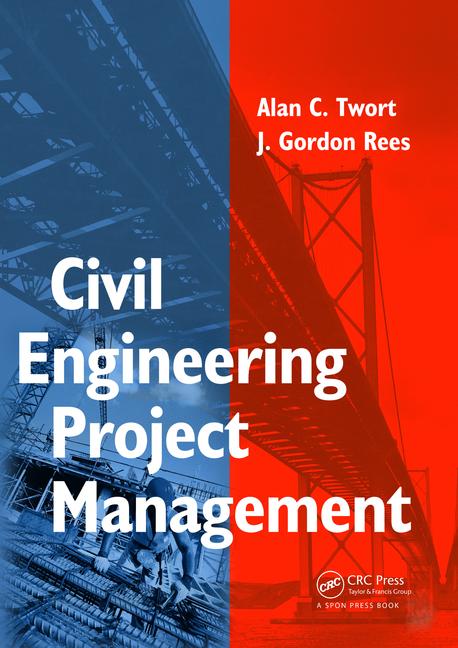 Alan C. Twort
J. Gordon Rees
Civil
Engineering
Project
Management
CRC
CRC Press
Taylor & Francis Group
A SPON PRESS BOOK